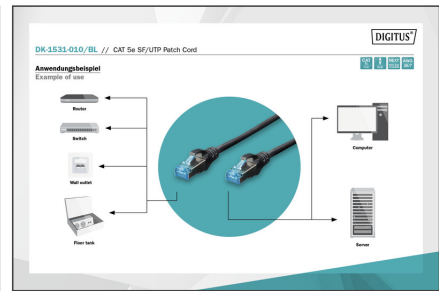 DIGITUS®
DK-1531-010/BL // CAT 5e SF/UTP Patch Cord
Anwendungsbeispiel
Example of use
Router
Switch
Wall outlet
Floor tank
Computer
Server